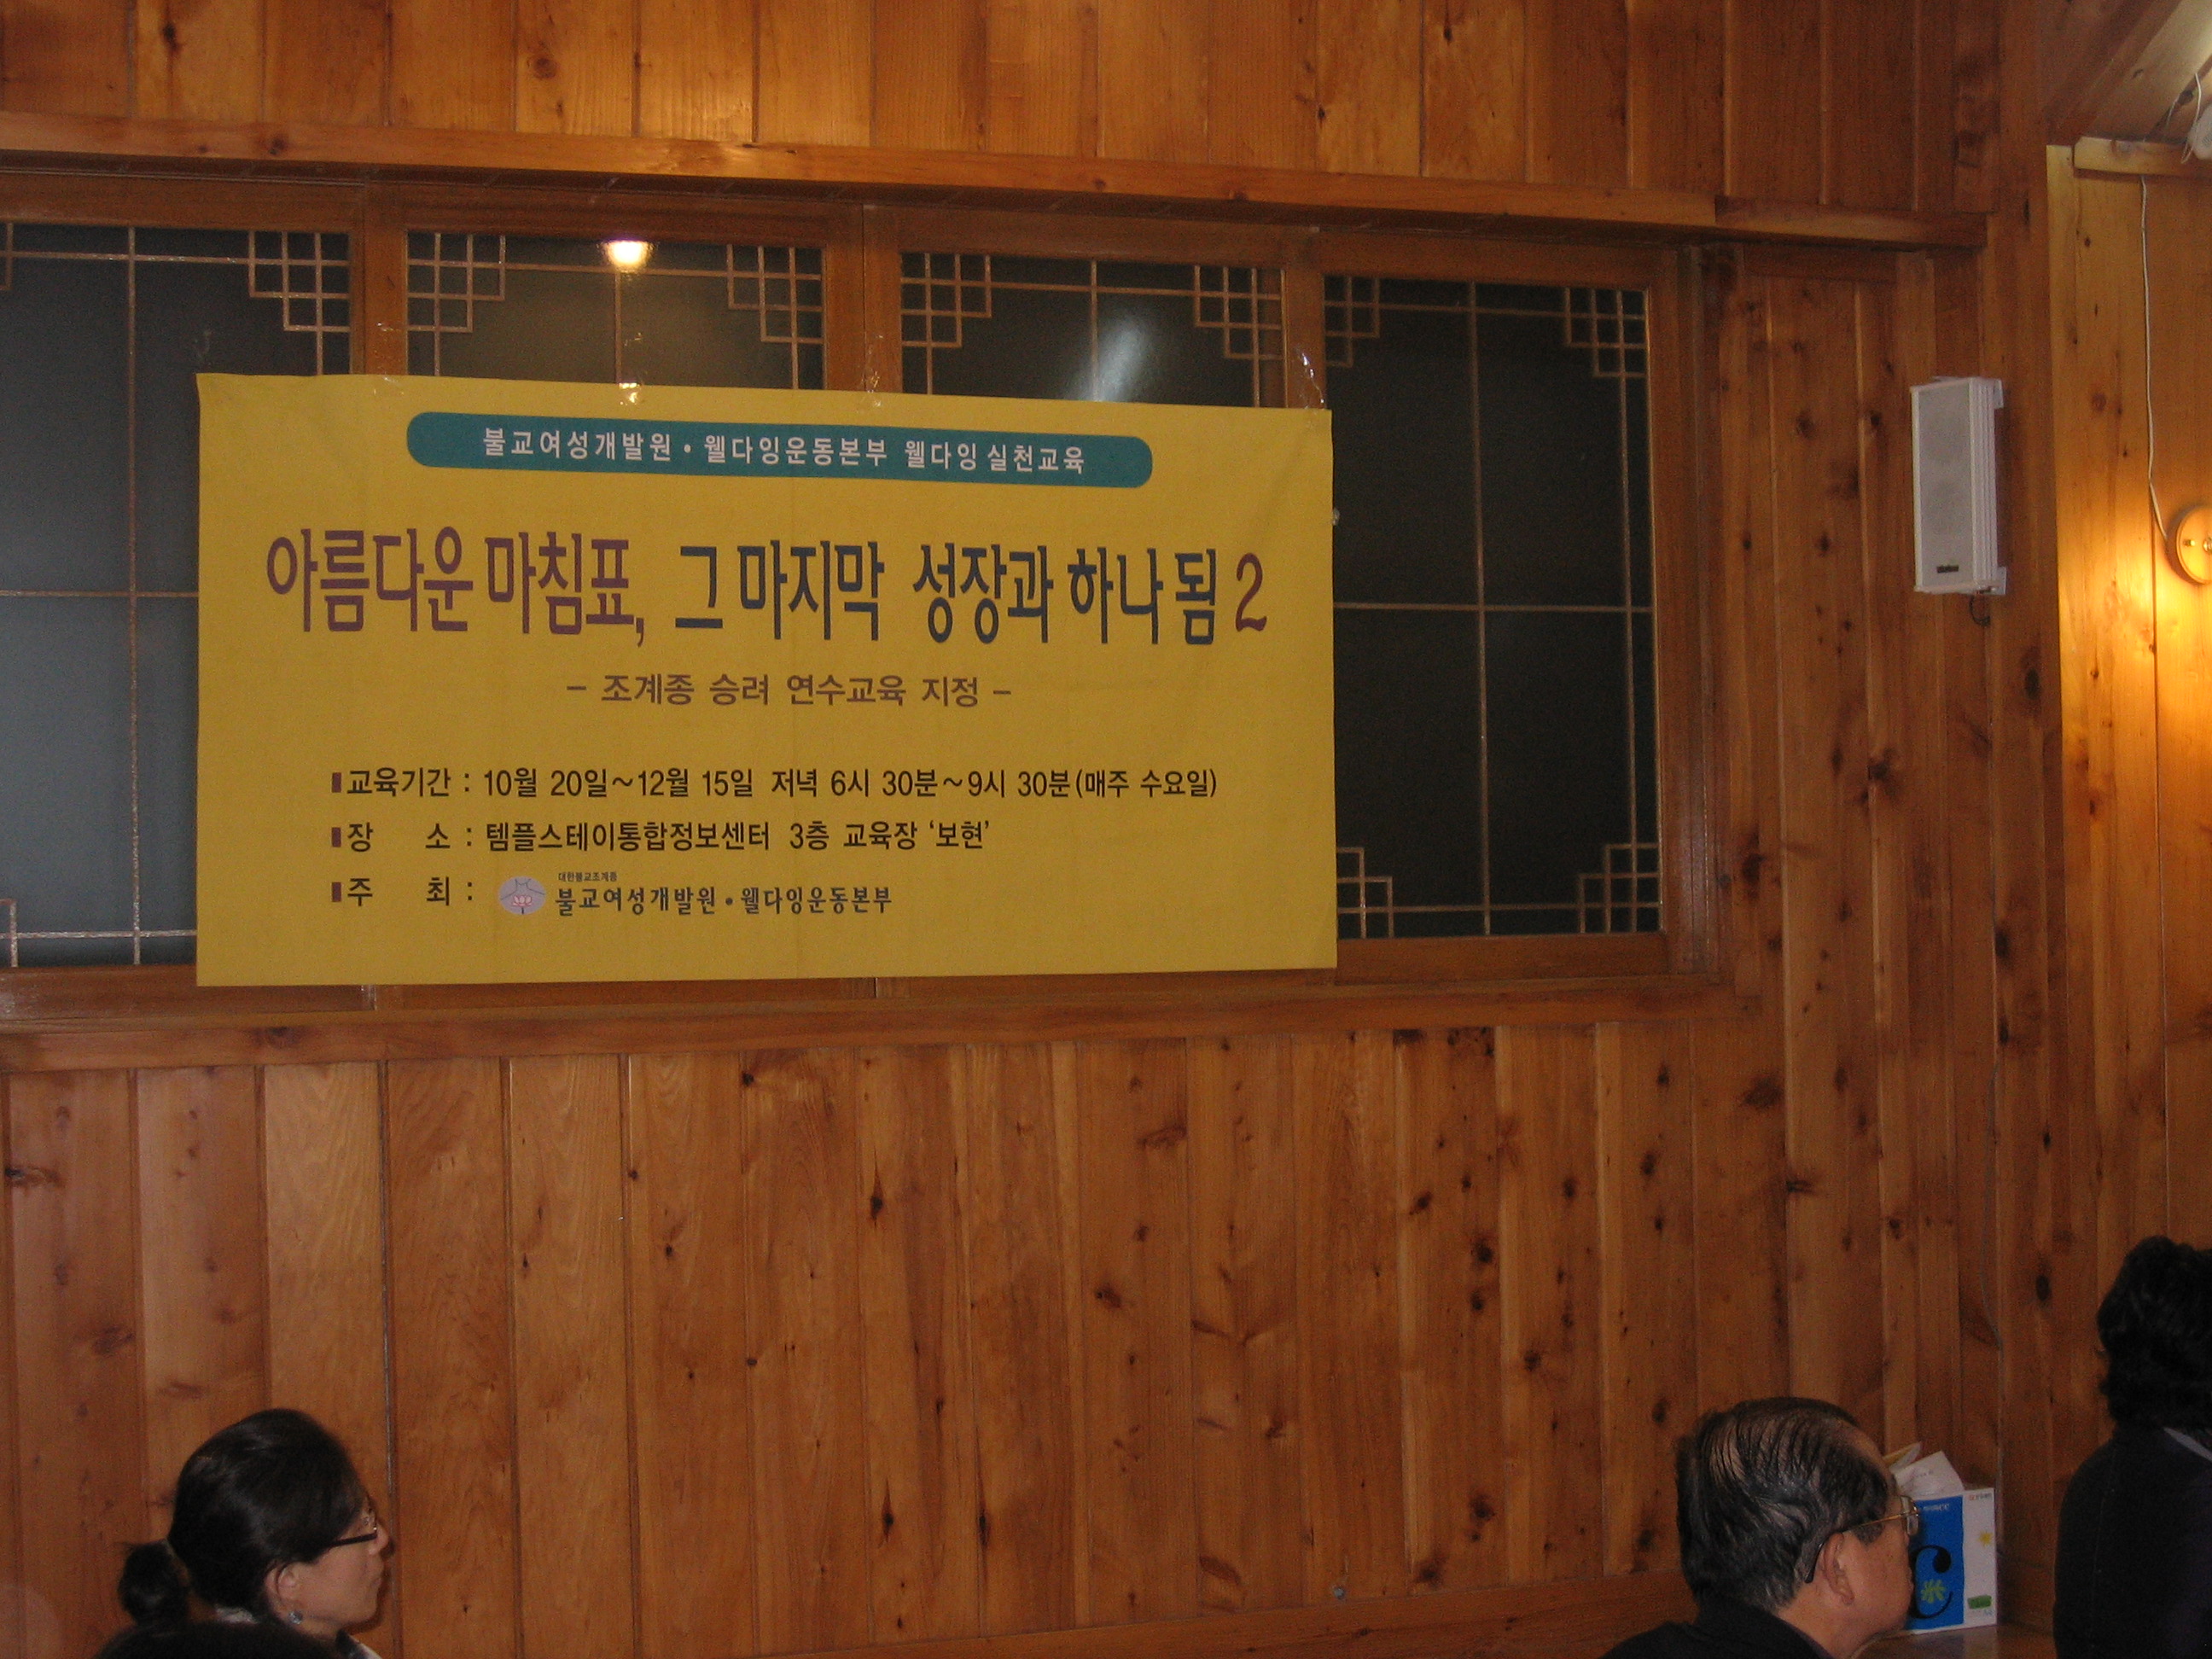 불교여성개발원 • 웰다잉운동본부 웰다잉 실천교육
아름다운 마침표, 그 마지막 성장과 하나 됨 2
– 조계종 승려 연수교육 지정 –
교육기간 : 10월 20일~12월 15일 저녁 6시 30분~9시 30분(매주 수요일)
장 소 : 템플스테이통합정보센터 3층 교육장 ‘보현’
대한불교조계종
주 최 : 불교여성개발원 • 웰다잉운동본부